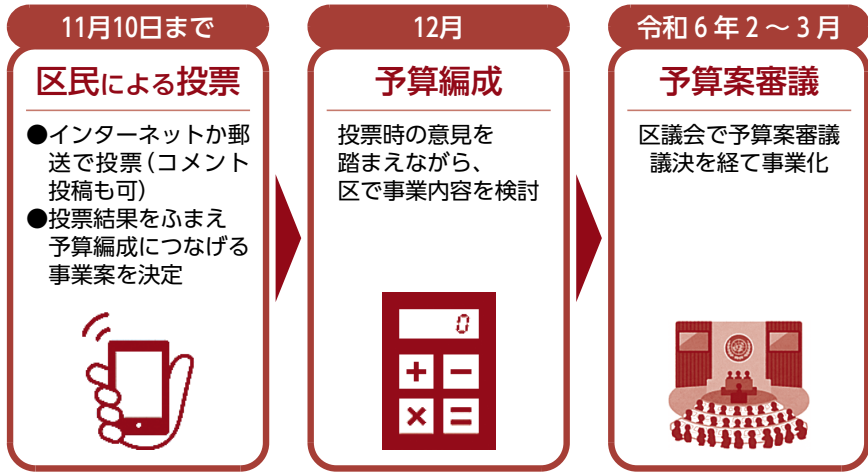 11月10日まで
区民による投票
●インターネットか郵
送で投票(コメント
投稿も可)
●投票結果をふまえ
予算編成につなげる
事業案を決定
12月
予算編成
投票時の意見を
踏まえながら、
区で事業内容を検討
0
+ −
× =
令和6年2～3月
予算案審議
区議会で予算案審議
議決を経て事業化